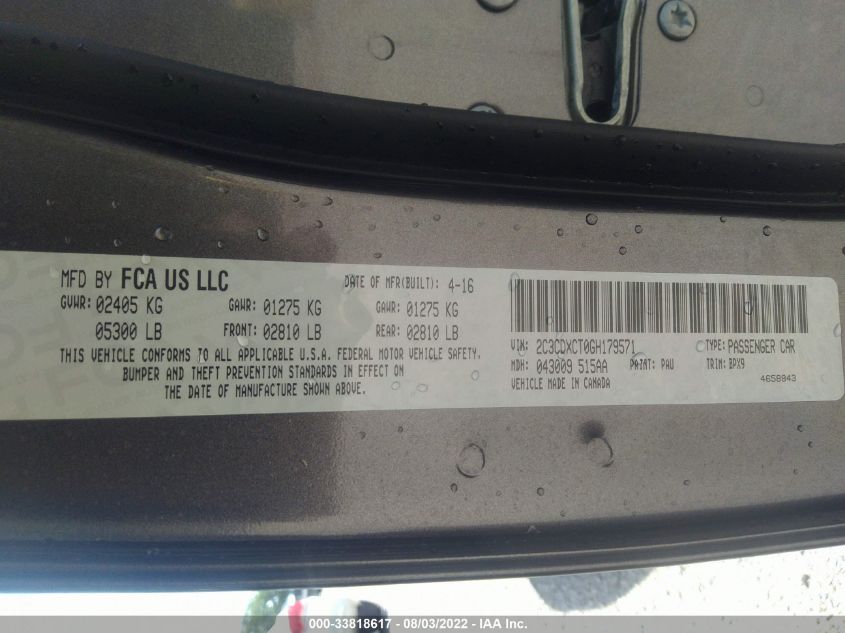 MFD BY FCA US LLC
DATE OF MFR(BUILT): 4-16
GVWR: 02405 KG GAWR: 01275 KG GAWR: 01275 KG
05300 LB FRONT: 02810 LB REAR: 02810 LB
THIS VEHICLE CONFORMS TO ALL APPLICABLE U.S.A. FEDERAL MOTOR VEHICLE SAFETY,
BUMPER AND THEFT PREVENTION STANDARDS IN EFFECT ON
THE DATE OF MANUFACTURE SHOWN ABOVE.
VIN: 2C3CDXCT0GH179571 TYPE: PASSENGER CAR
MDH: 043009 515AA PAINT: PAU TRIM: BPX9
VEHICLE MADE IN CANADA
4658843
000-33818617 - 08/03/2022 - IAA Inc.